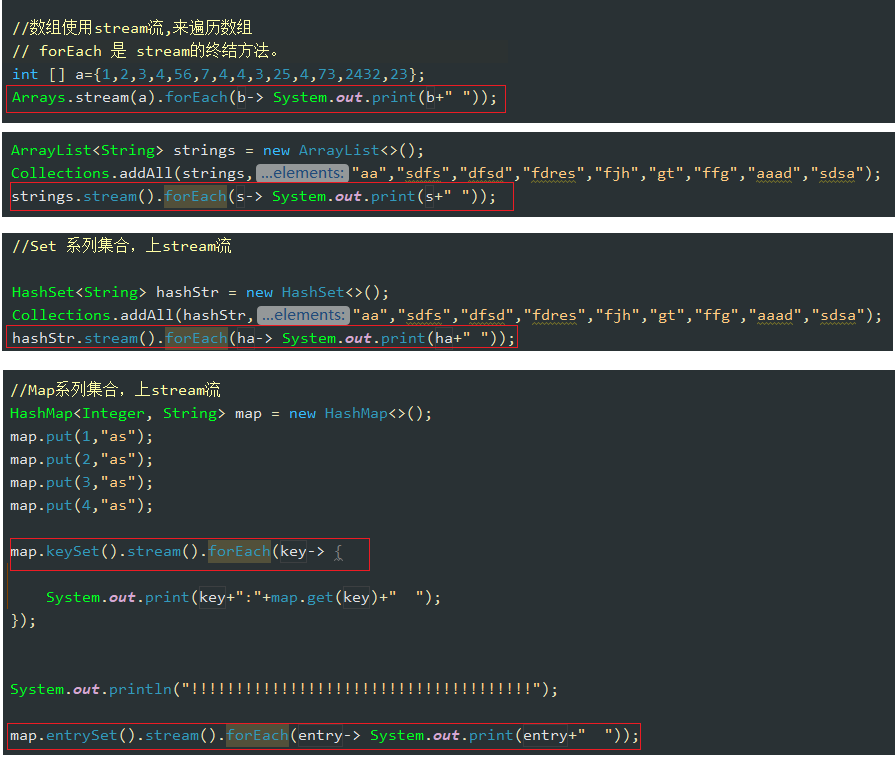 //数组使用stream流,来遍历数组
// forEach 是 stream的终结方法。
int [] a={1,2,3,4,56,7,4,4,3,25,4,73,2432,23};
Arrays.stream(a).forEach(b-> System.out.print(b+" "));
ArrayList<String> strings = new ArrayList<>();
Collections.addAll(strings, ...elements: "aa","sdfs","dfsd","fdres","fjh","gt","ffg","aaad","sdsa");
strings.stream().forEach(s-> System.out.print(s+" "));
//Set 系列集合，上stream流
HashSet<String> hashStr = new HashSet<>();
Collections.addAll(hashStr, ...elements: "aa","sdfs","dfsd","fdres","fjh","gt","ffg","aaad","sdsa");
hashStr.stream().forEach(ha-> System.out.print(ha+" "));
//Map系列集合，上stream流
HashMap<Integer, String> map = new HashMap<>();
map.put(1,"as");
map.put(2,"as");
map.put(3,"as");
map.put(4,"as");
map.keySet().stream().forEach(key-> {
System.out.print(key+":"+map.get(key)+"  ");
});
System.out.println("!!!!!!!!!!!!!!!!!!!!!!!!!!!!!!!!!!!!!!");
map.entrySet().stream().forEach(entry-> System.out.print(entry+"  "));